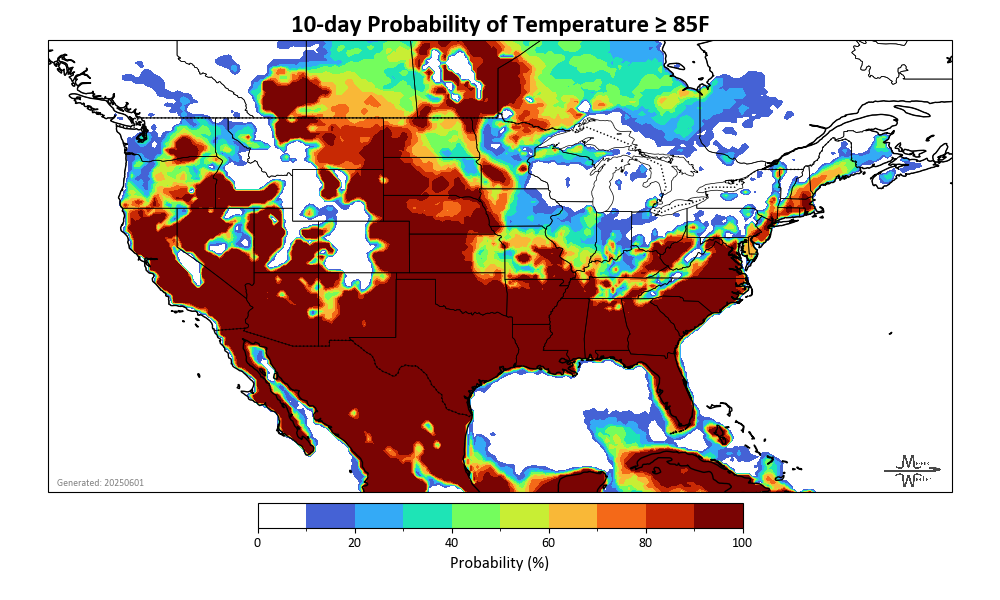 10-day Probability of Temperature ≥ 85F
Generated: 20250601
0 20 40 60 80 100
Probability (%)